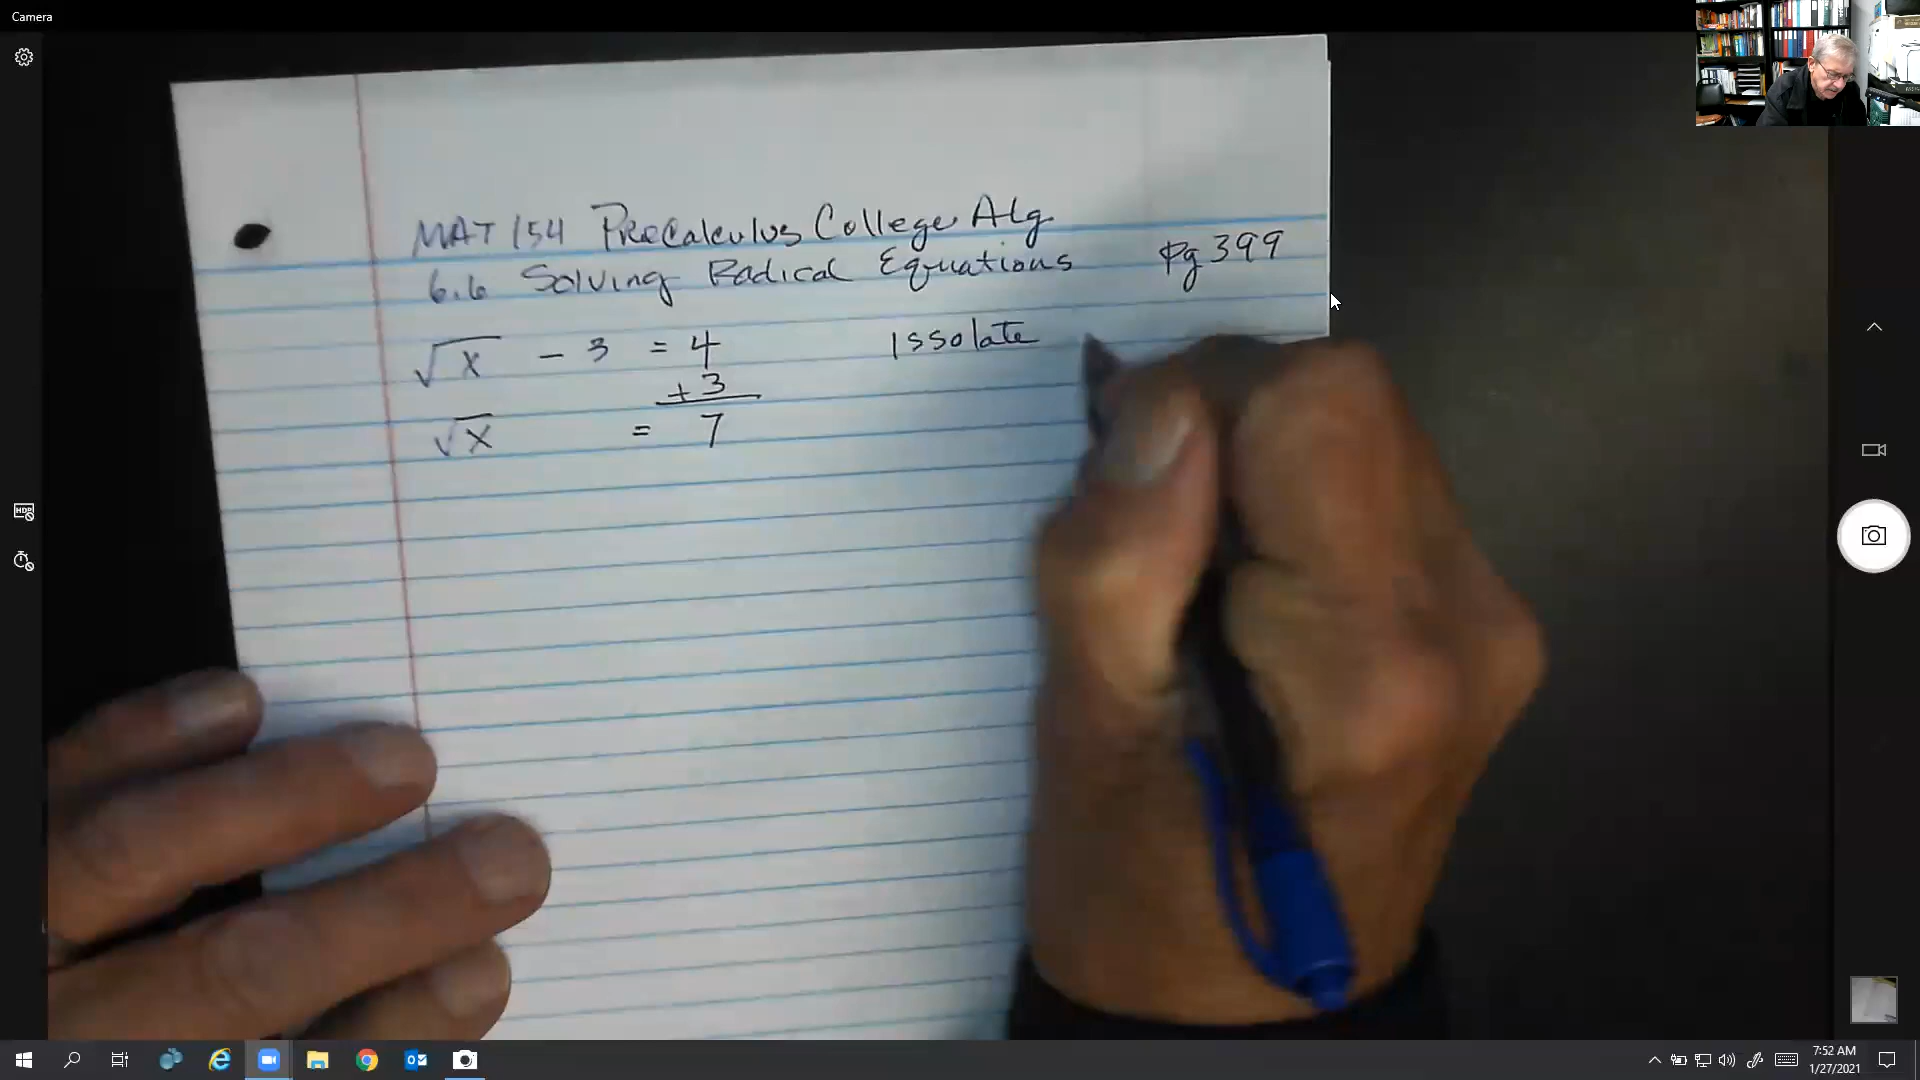 Camera
MAT 154 PreCalculus College Alg
6.6 Solving Radical Equations pg 399
√x - 3 = 4 Issolate
+3
√x = 7
HDR
7:52 AM
1/27/2021